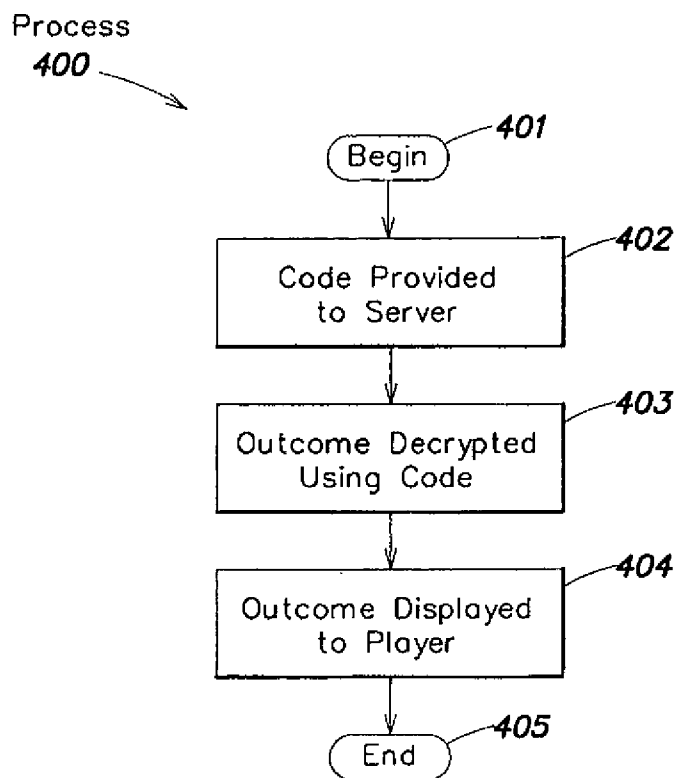 Process
400
401
Begin
402
Code Provided
to Server
403
Outcome Decrypted
Using Code
404
Outcome Displayed
to Player
405
End